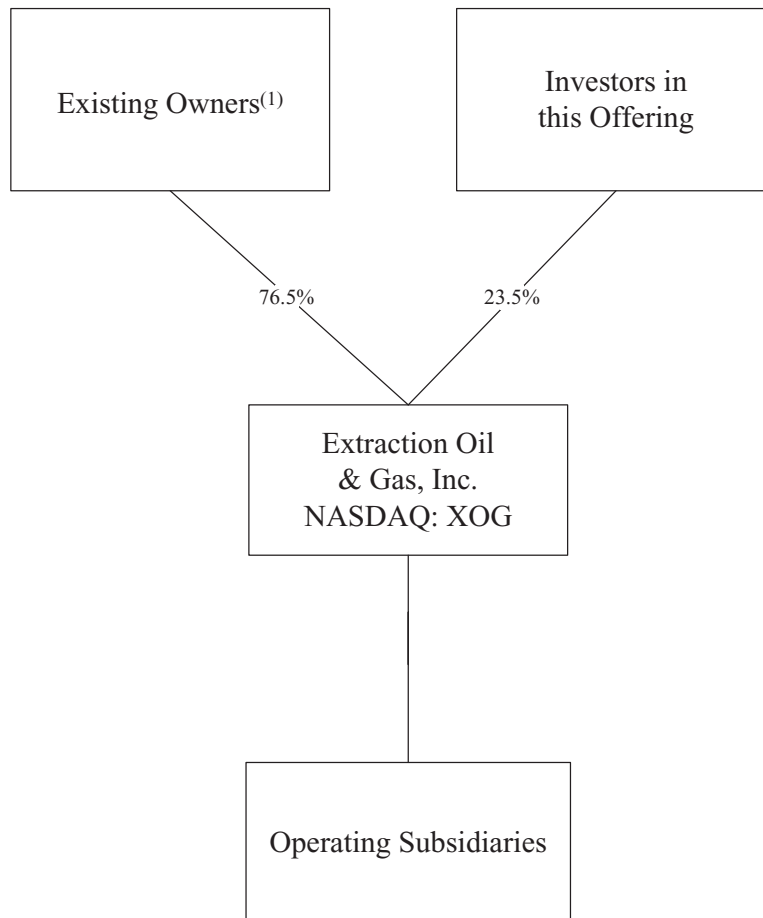 Existing Owners(1)
Investors in
this Offering
76.5%
23.5%
Extraction Oil
& Gas, Inc.
NASDAQ: XOG
Operating Subsidiaries